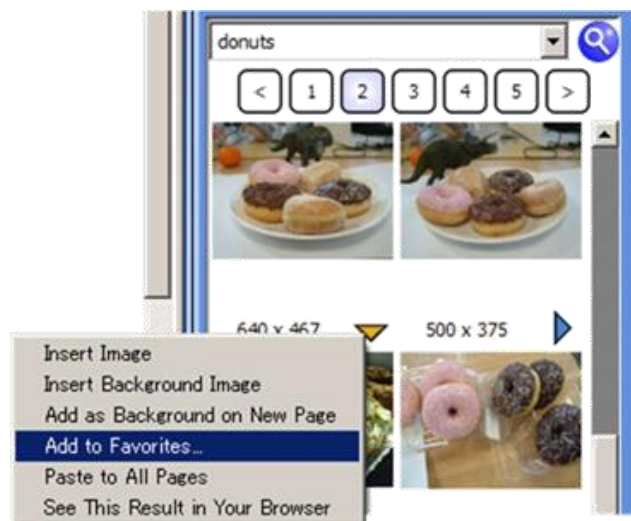 donuts
< 1 2 3 4 5 >
640 x 467 500 x 375
Insert Image
Insert Background Image
Add as Background on New Page
Add to Favorites...
Paste to All Pages
See This Result in Your Browser